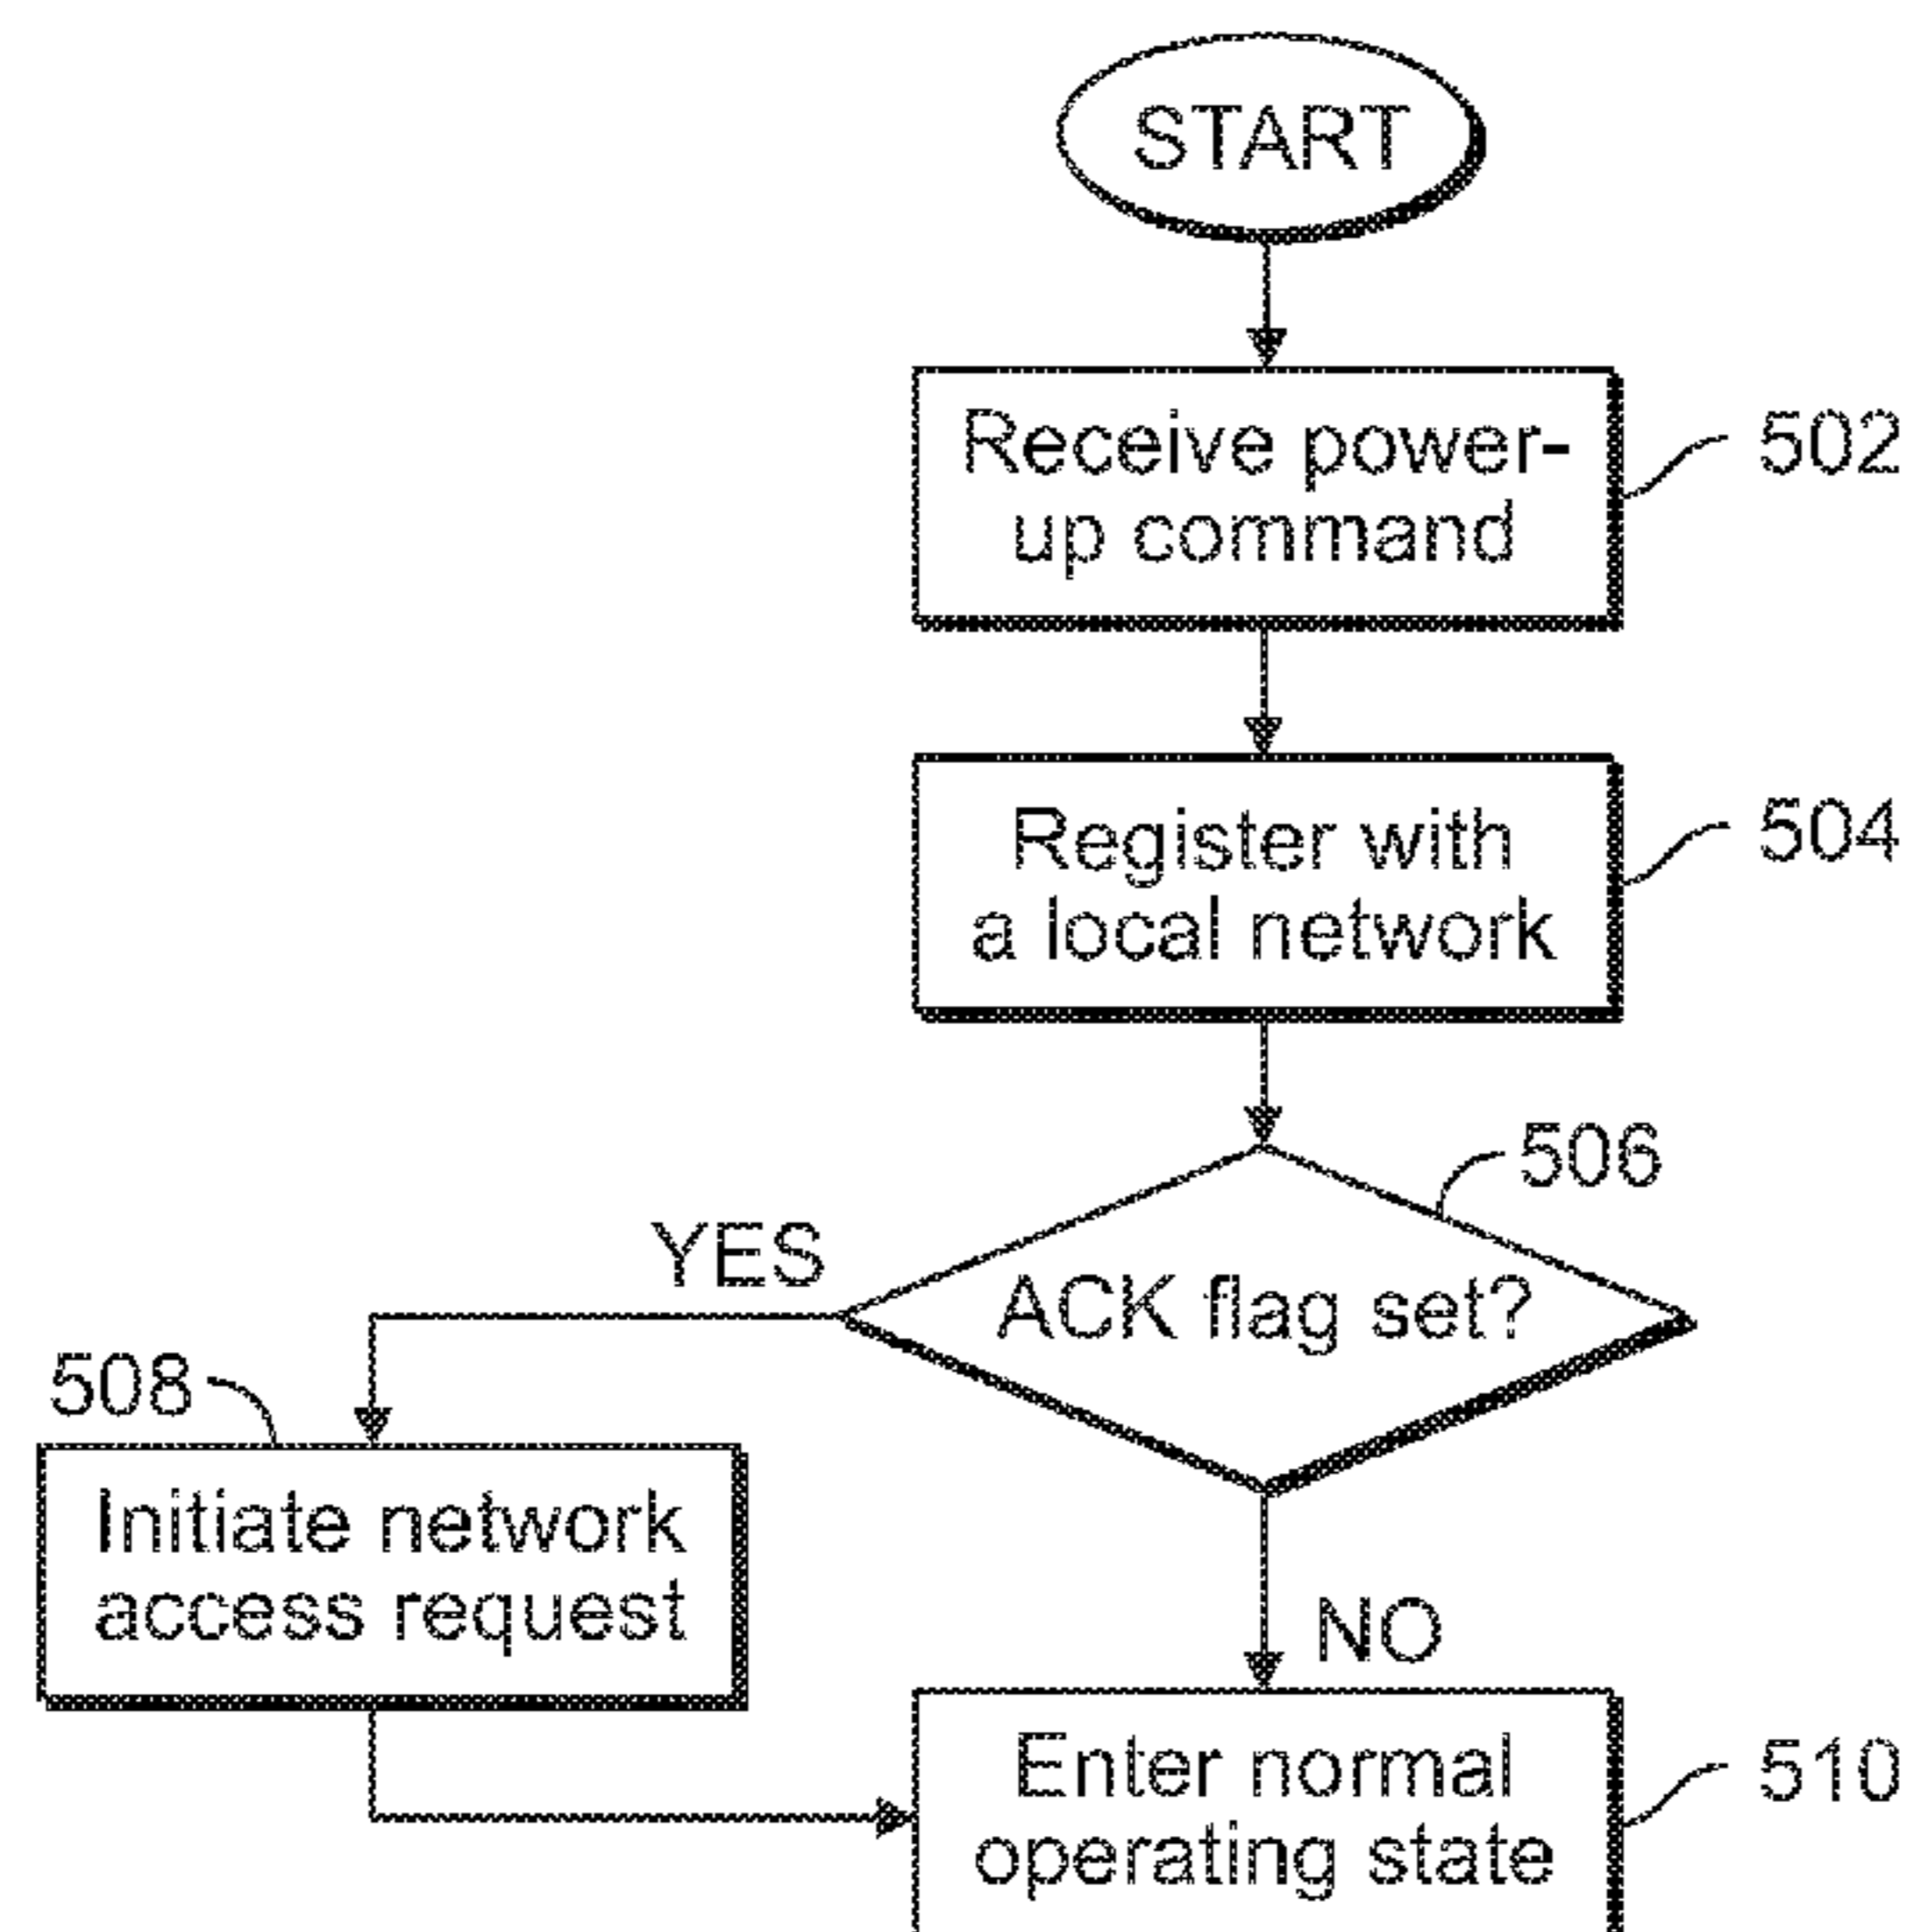 START
Receive power-
up command
502
Register with
a local network
504
506
ACK flag set?
YES
508
Initiate network
access request
NO
Enter normal
operating state
510